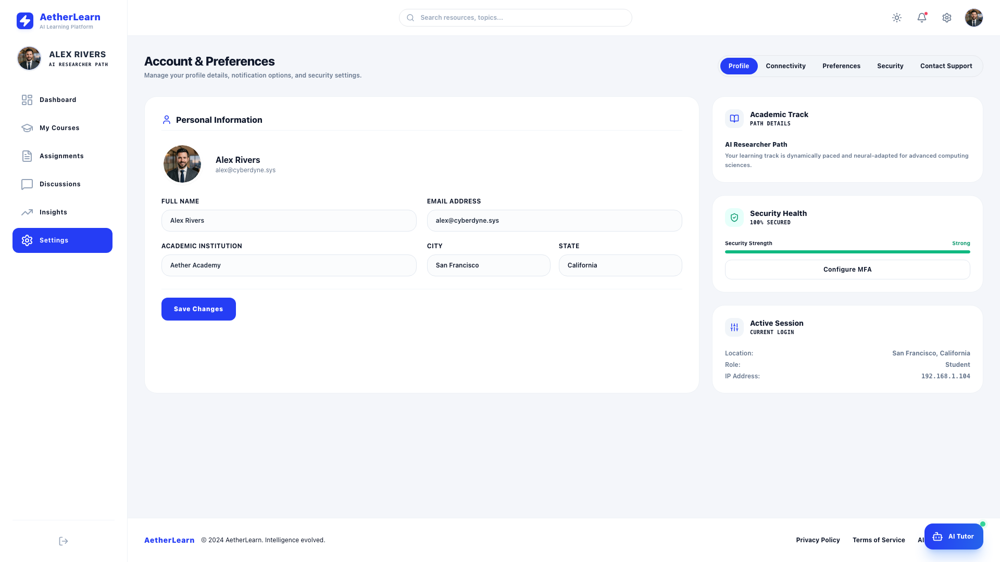 AetherLearn
AI Learning Platform
ALEX RIVERS
AI RESEARCHER PATH
Dashboard
My Courses
Assignments
Discussions
Insights
Settings
Search resources, topics...
Account & Preferences
Manage your profile details, notification options, and security settings.
Profile
Connectivity
Preferences
Security
Contact Support
Personal Information
Alex Rivers
alex@cyberdyne.sys
FULL NAME
Alex Rivers
EMAIL ADDRESS
alex@cyberdyne.sys
ACADEMIC INSTITUTION
Aether Academy
CITY
San Francisco
STATE
California
Save Changes
Academic Track
PATH DETAILS
AI Researcher Path
Your learning track is dynamically paced and neural-adapted for advanced computing
sciences.
Security Health
100% SECURED
Security Strength
Strong
Configure MFA
Active Session
CURRENT LOGIN
Location:
San Francisco, California
Role:
Student
IP Address:
192.168.1.104
AetherLearn
© 2024 AetherLearn. Intelligence evolved.
Privacy Policy
Terms of Service
AI Tutor